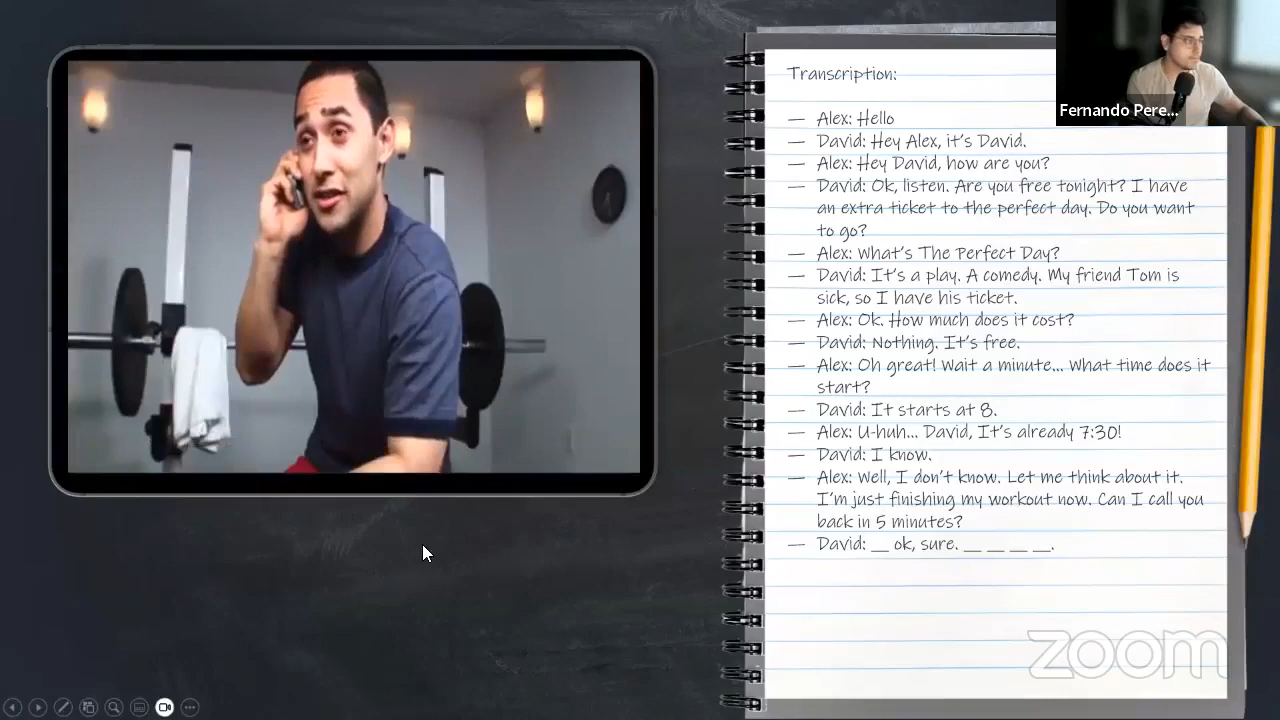 Transcription:
Fernando Pere...
— Alex: Hello
— David: Hey Alex, it's David.
— Alex: Hey David, how are you?
— David: Ok, listen. Are you free tonight? I have
an extra ticket to the perfect day. Do you want
to go?
— Alex: What's The Perfect Day?
— David: It's a play. A comedy. My friend Tom is
sick, so I have his ticket.
— Alex: Ok. How much does it cost?
— David: Nothing. It's free.
— Alex: Oh great! Wait a minute... What time does it
start?
— David: It starts at 8.
— Alex: U-huh... David, It's already 7:30!
— David: I know.
— Alex: Well, I don't know. Let me think about it.
I'm just finishing my workout now. Can I call you
back in 5 minutes?
— David: __ ok, sure. __ __ __ __.
zoom